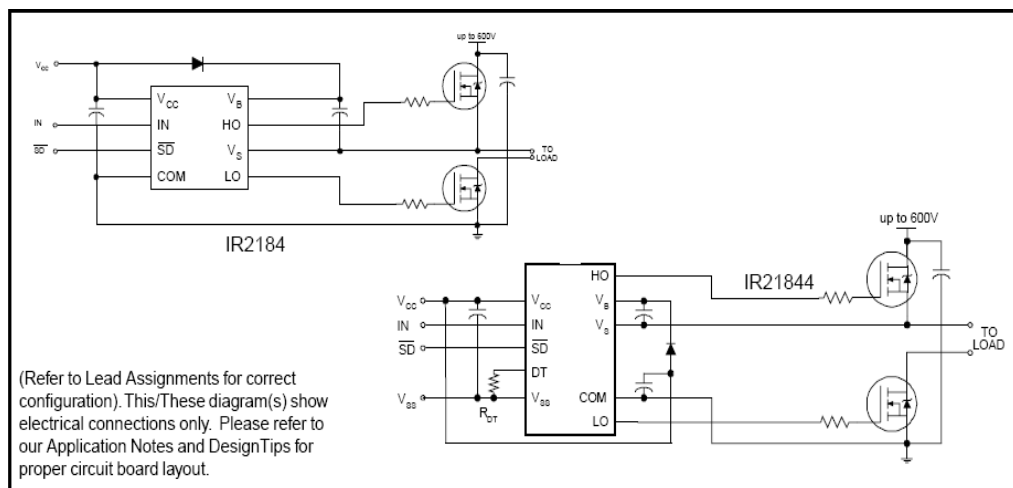 up to 600V
VCC
VCC
VB
IN
IN
HO
SD
SD
VS
TO
LOAD
COM
LO
IR2184
up to 600V
HO
IR21844
VCC
VCC
VB
IN
IN
VS
TO
LOAD
SD
SD
DT
VSS
VSS
COM
RDT
LO
(Refer to Lead Assignments for correct
configuration). This/These diagram(s) show
electrical connections only. Please refer to
our Application Notes and DesignTips for
proper circuit board layout.